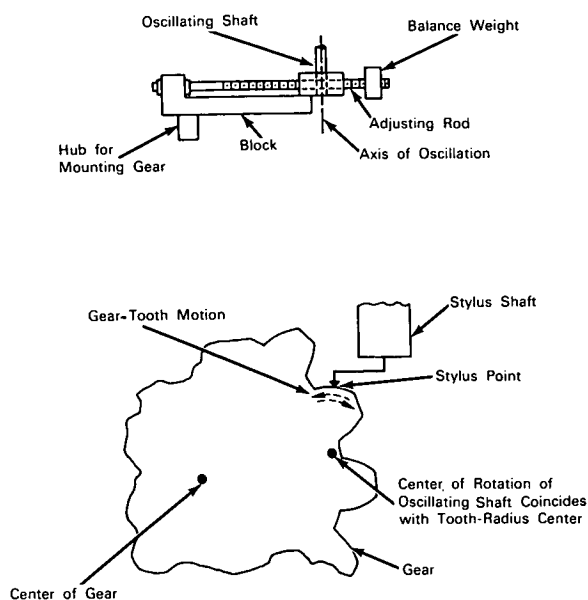 Oscillating Shaft
Balance Weight
Adjusting Rod
Hub for
Mounting Gear
Block
Axis of Oscillation
Gear-Tooth Motion
Stylus Shaft
Stylus Point
Center of Rotation of
Oscillating Shaft Coincides
with Tooth-Radius Center
Gear
Center of Gear